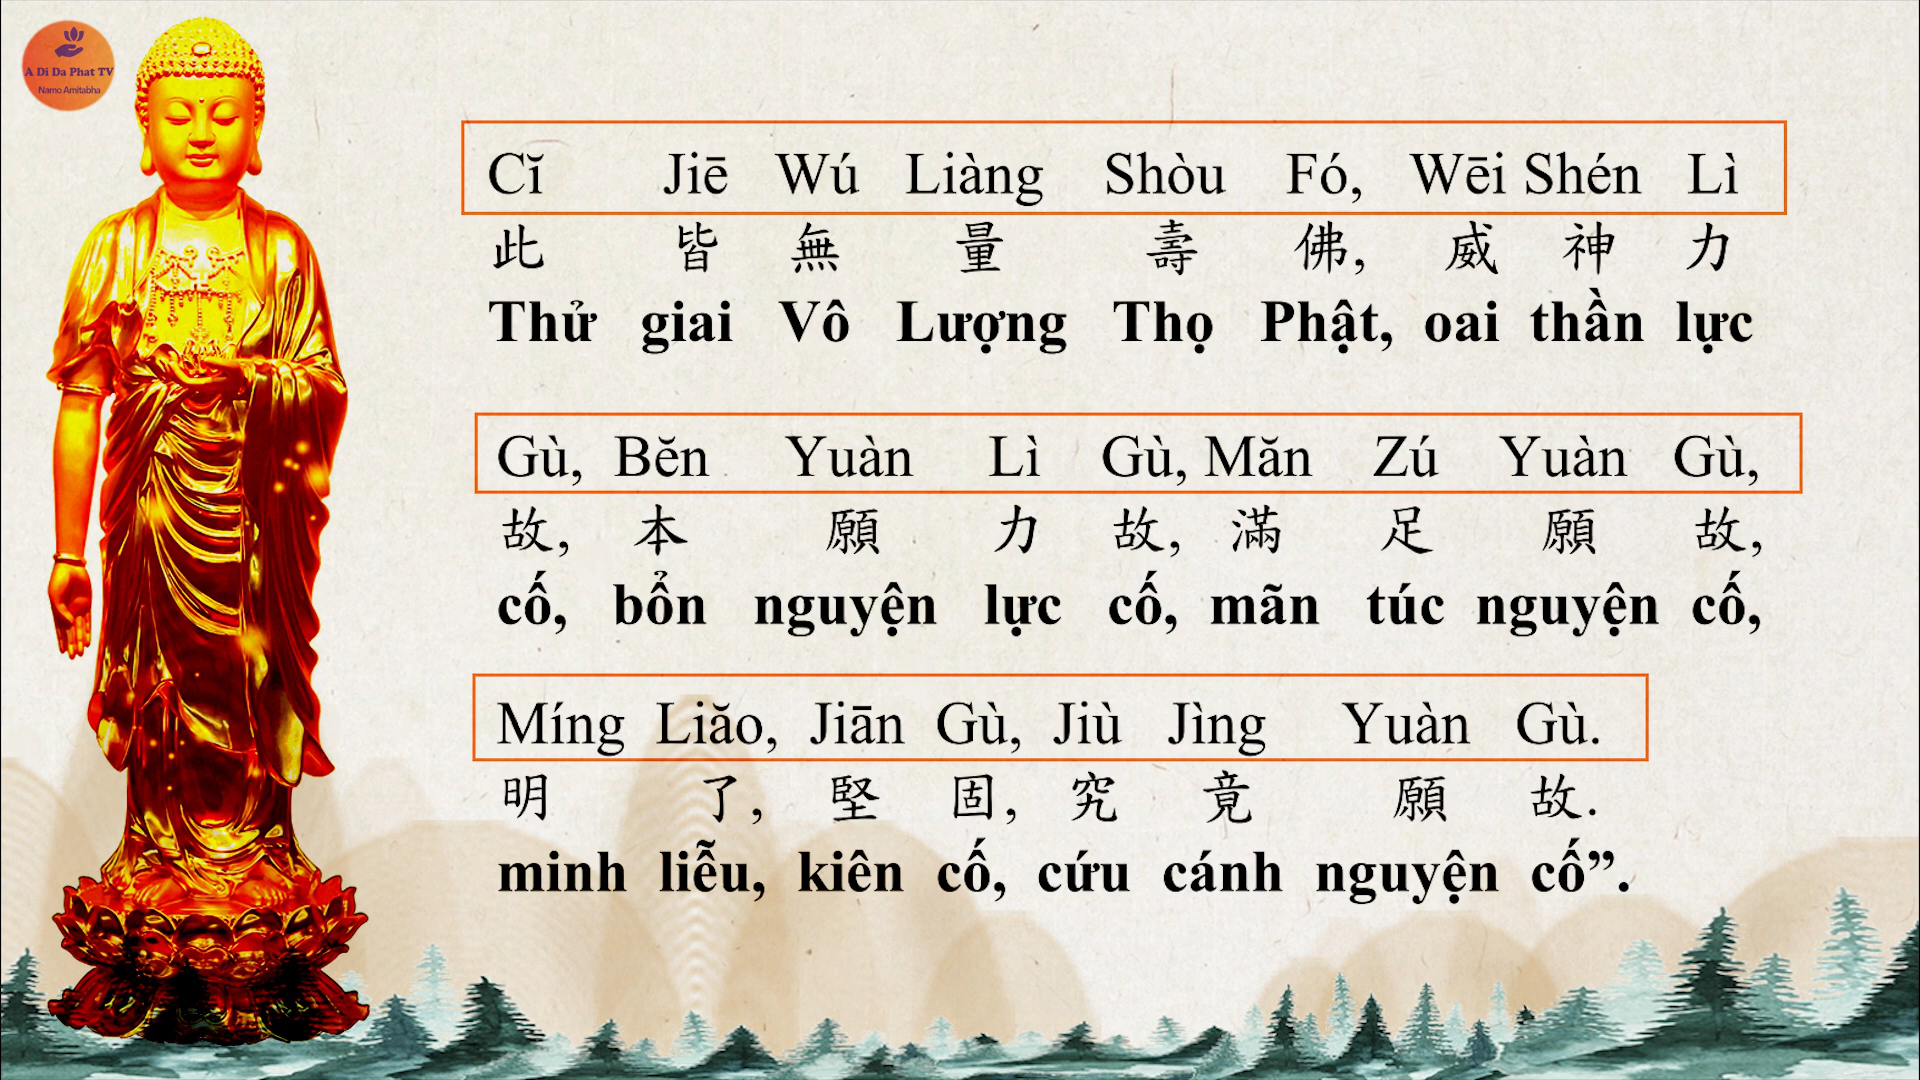 A Di Da Phat TV
Namo Amitabha
Cǐ Jiē Wú Liàng Shòu Fó, Wēi Shén Lì
此 皆 無 量 壽 佛, 威 神 力
Thử giai Vô Lượng Thọ Phật, oai thần lực
Gù, Běn Yuàn Lì Gù, Măn Zú Yuàn Gù,
故, 本 願 力 故, 滿 足 願 故,
cố, bổn nguyện lực cố, mãn túc nguyện cố,
Míng Liăo, Jiān Gù, Jiù Jìng Yuàn Gù.
明 了, 堅 固, 究 竟 願 故.
minh liễu, kiên cố, cứu cánh nguyện cố”.